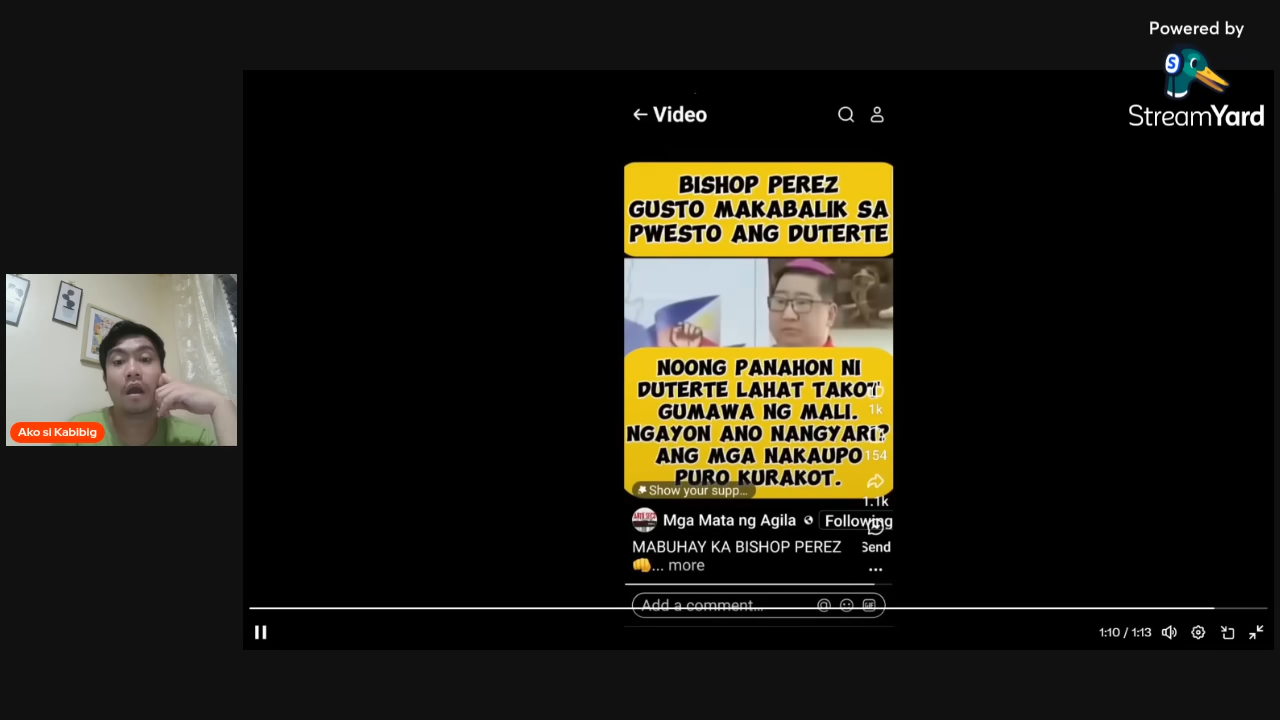 Powered by
S
StreamYard
Video
BISHOP PEREZ
GUSTO MAKABALIK SA
PWESTO ANG DUTERTE
NOONG PANAHON NI
DUTERTE LAHAT TAKOT
GUMAWA NG MALI.
NGAYON ANO NANGYARI?
ANG MGA NAKAUPO
PURO KURAKOT.
1k
154
1.1k
Show your supp...
Mga Mata ng Agila
Following
MABUHAY KA BISHOP PEREZ
... more
Send
Add a comment...
GIF
Ako si Kabibig
1:10 / 1:13